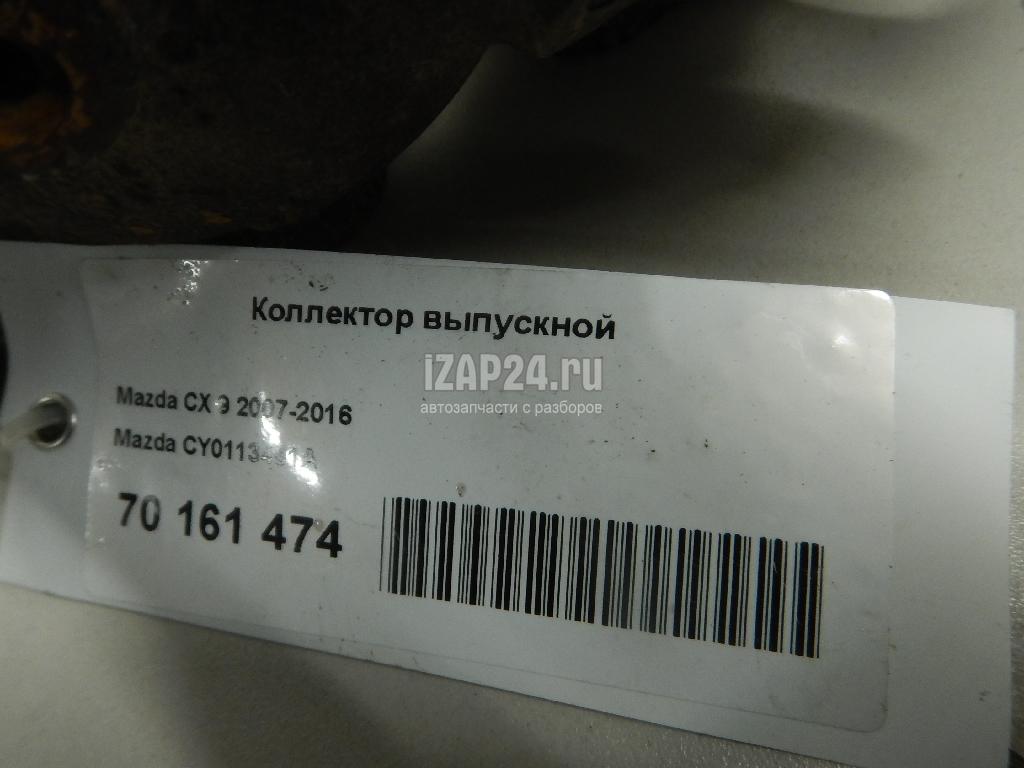 Коллектор выпускной
iZAP24.ru
автозапчасти с разборов
Mazda CX 9 2007-2016
Mazda
70 161 474